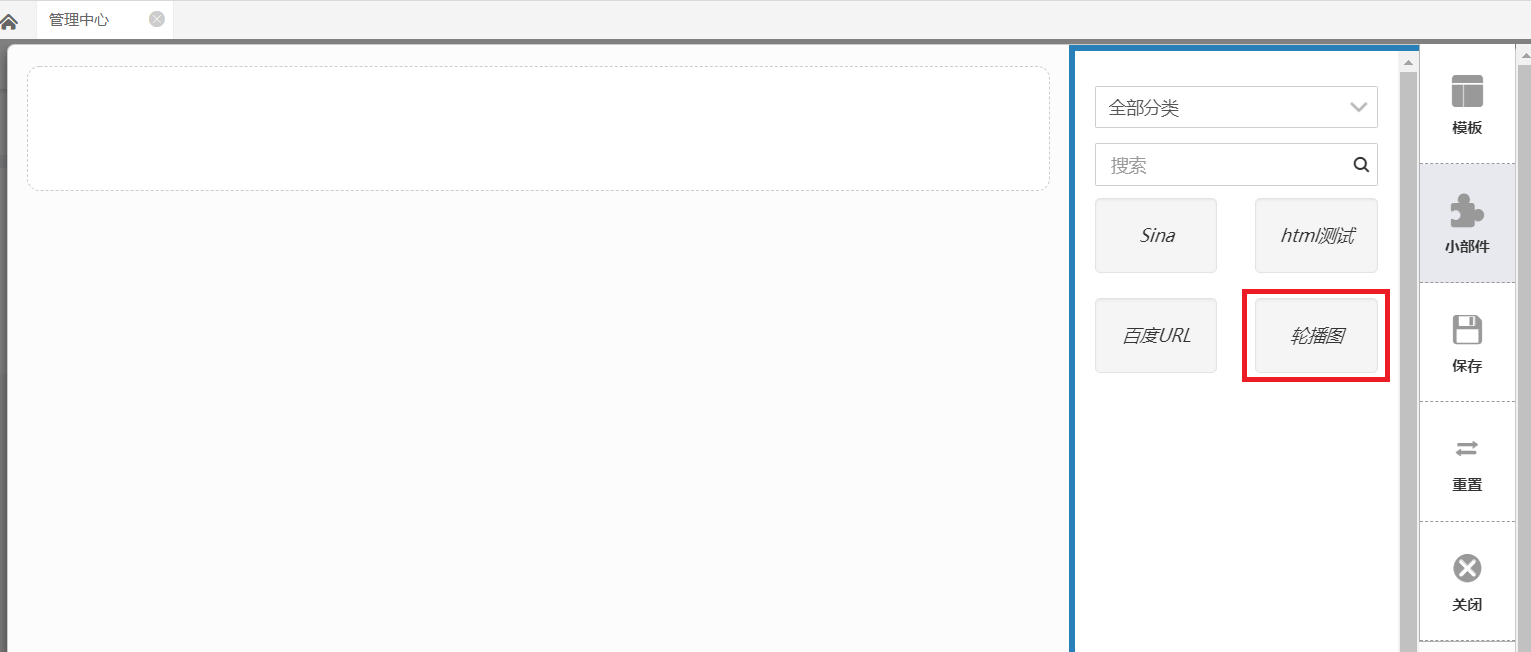 管理中心
全部分类
搜索
Sina
html测试
百度URL
轮播图
模板
小部件
保存
重置
关闭